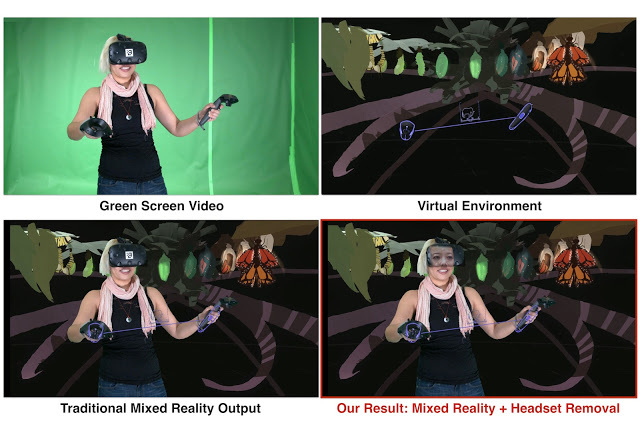 Green Screen Video
Virtual Environment
Traditional Mixed Reality Output
Our Result: Mixed Reality + Headset Removal